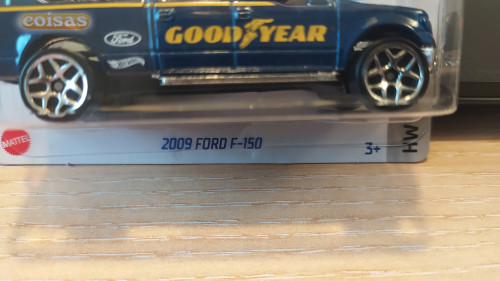 coisas
Ford
GOODYEAR
MATTEL
2009 FORD F-150
3+
HW